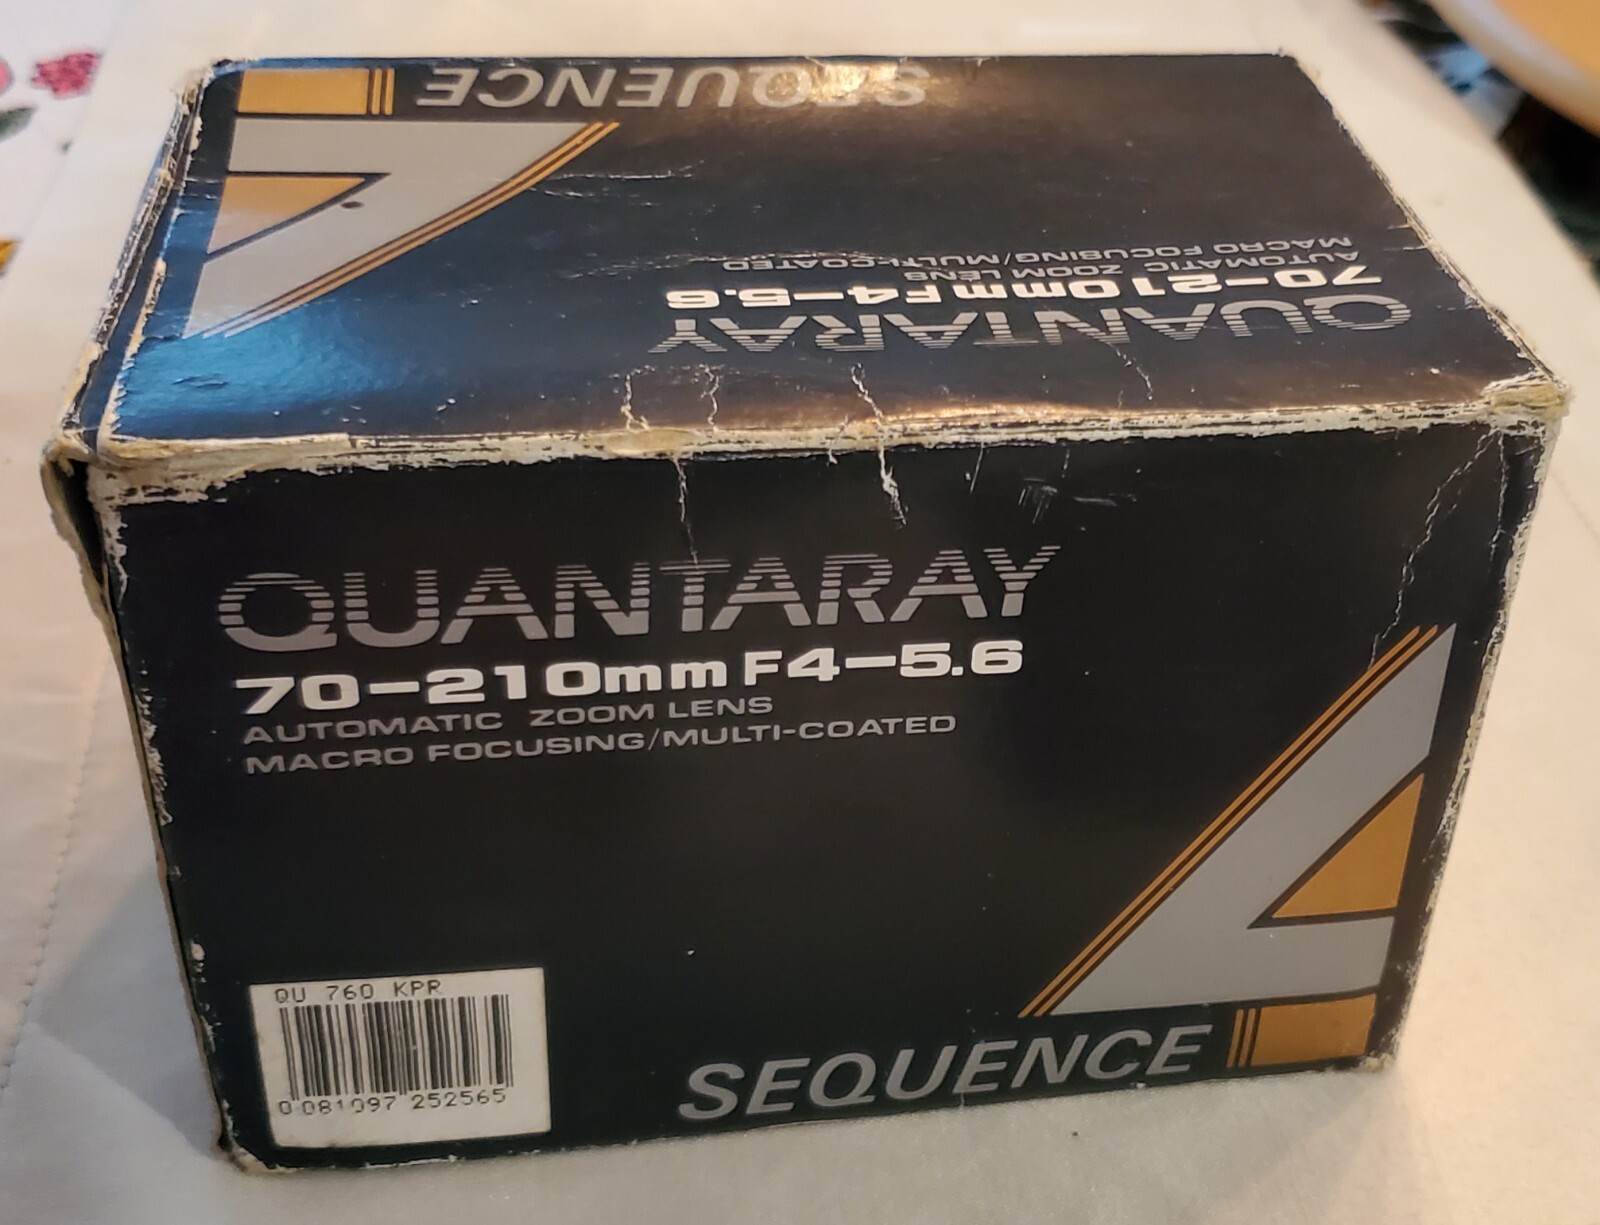 SEQUENCE
MACRO FOCUSING/MULTI-COATED
AUTOMATIC ZOOM LENS
70-210mm F4-5.6
QUANTARAY
QUANTARAY
70-210mm F4-5.6
AUTOMATIC ZOOM LENS
MACRO FOCUSING/MULTI-COATED
QU 760 KPR
0 081097 252565
SEQUENCE